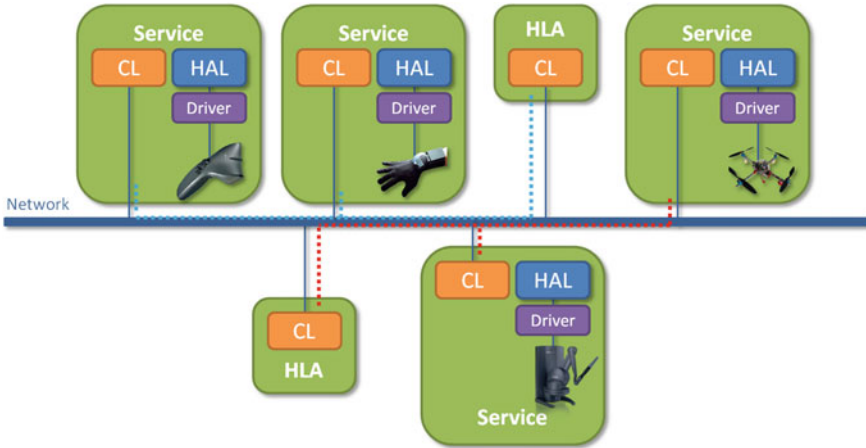 Service
CL HAL
Driver
Service
CL HAL
Driver
HLA
CL
Service
CL HAL
Driver
Network
CL
HLA
CL HAL
Driver
Service